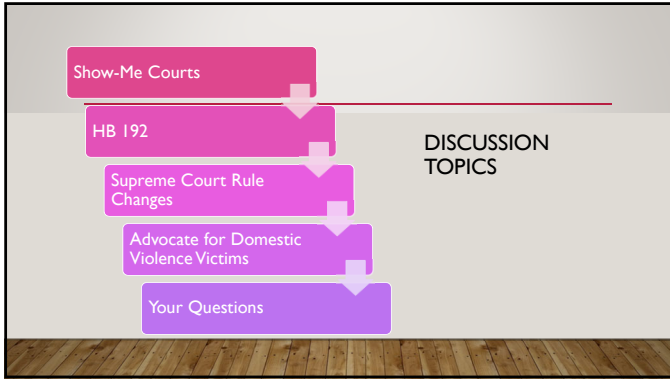 Show-Me Courts
HB 192
Supreme Court Rule
Changes
Advocate for Domestic
Violence Victims
Your Questions
DISCUSSION
TOPICS